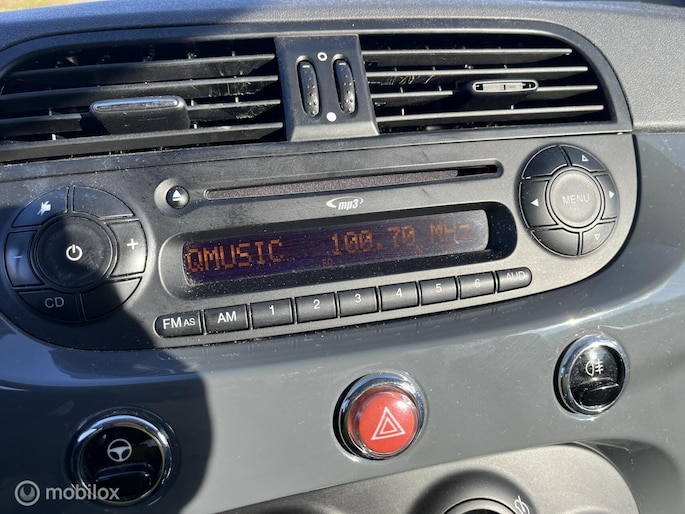 mp3
MENU
QMUSIC 100.70 MHz
CD
FM AS AM 1 2 3 4 5 6 AUD
mobilox